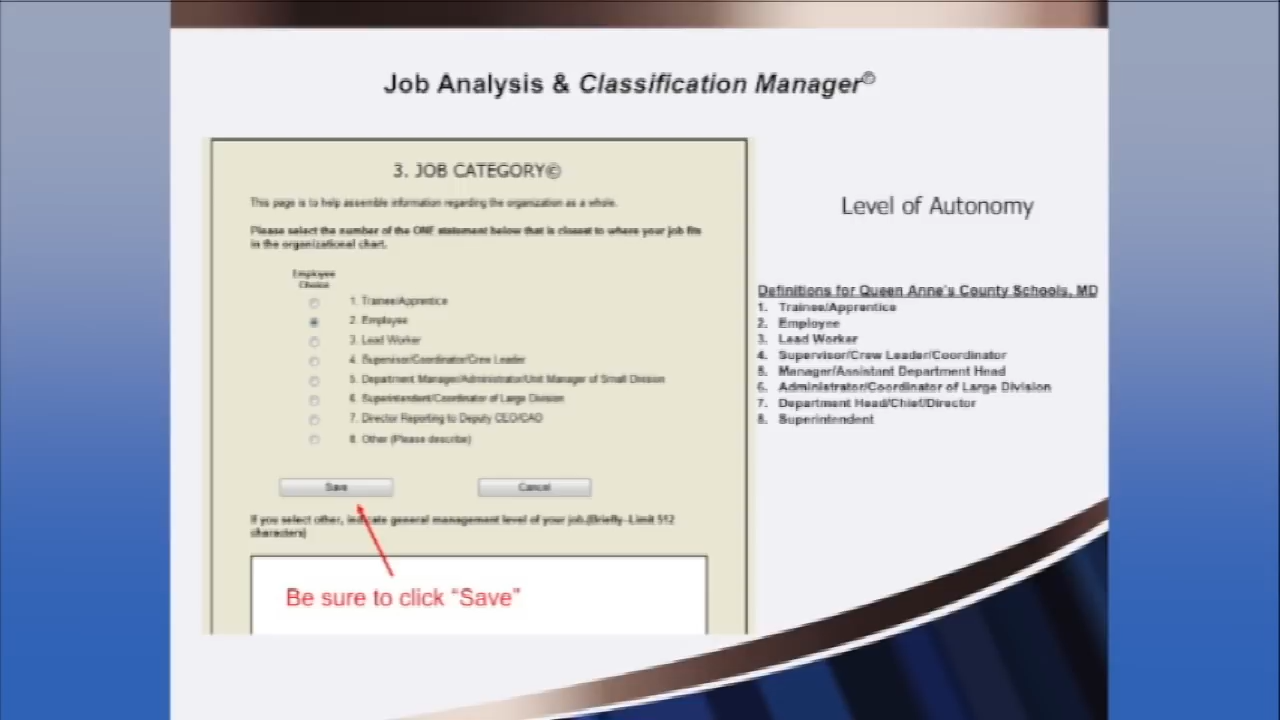 Job Analysis & Classification Manager©
3. JOB CATEGORY©
This page is to help assemble information regarding the organization as a whole.
Please select the number of the ONE statement below that is closest to where your job fits
in the organizational chart.
Employee
Choice
1. Trainee/Apprentice
2. Employee
3. Lead Worker
4. Supervisor/Coordinator/Crew Leader
5. Department Manager/Administrator/Unit Manager of Small Division
6. Superintendent/Coordinator of Large Division
7. Director Reporting to Deputy CEO/CAO
8. Other (Please describe)
Save
Cancel
If you select other, indicate general management level of your job.(Briefly-Limit 512
characters)
Be sure to click “Save”
Level of Autonomy
Definitions for Queen Anne's County Schools, MD
1. Trainee/Apprentice
2. Employee
3. Lead Worker
4. Supervisor/Crew Leader/Coordinator
5. Manager/Assistant Department Head
6. Administrator/Coordinator of Large Division
7. Department Head/Chief/Director
8. Superintendent